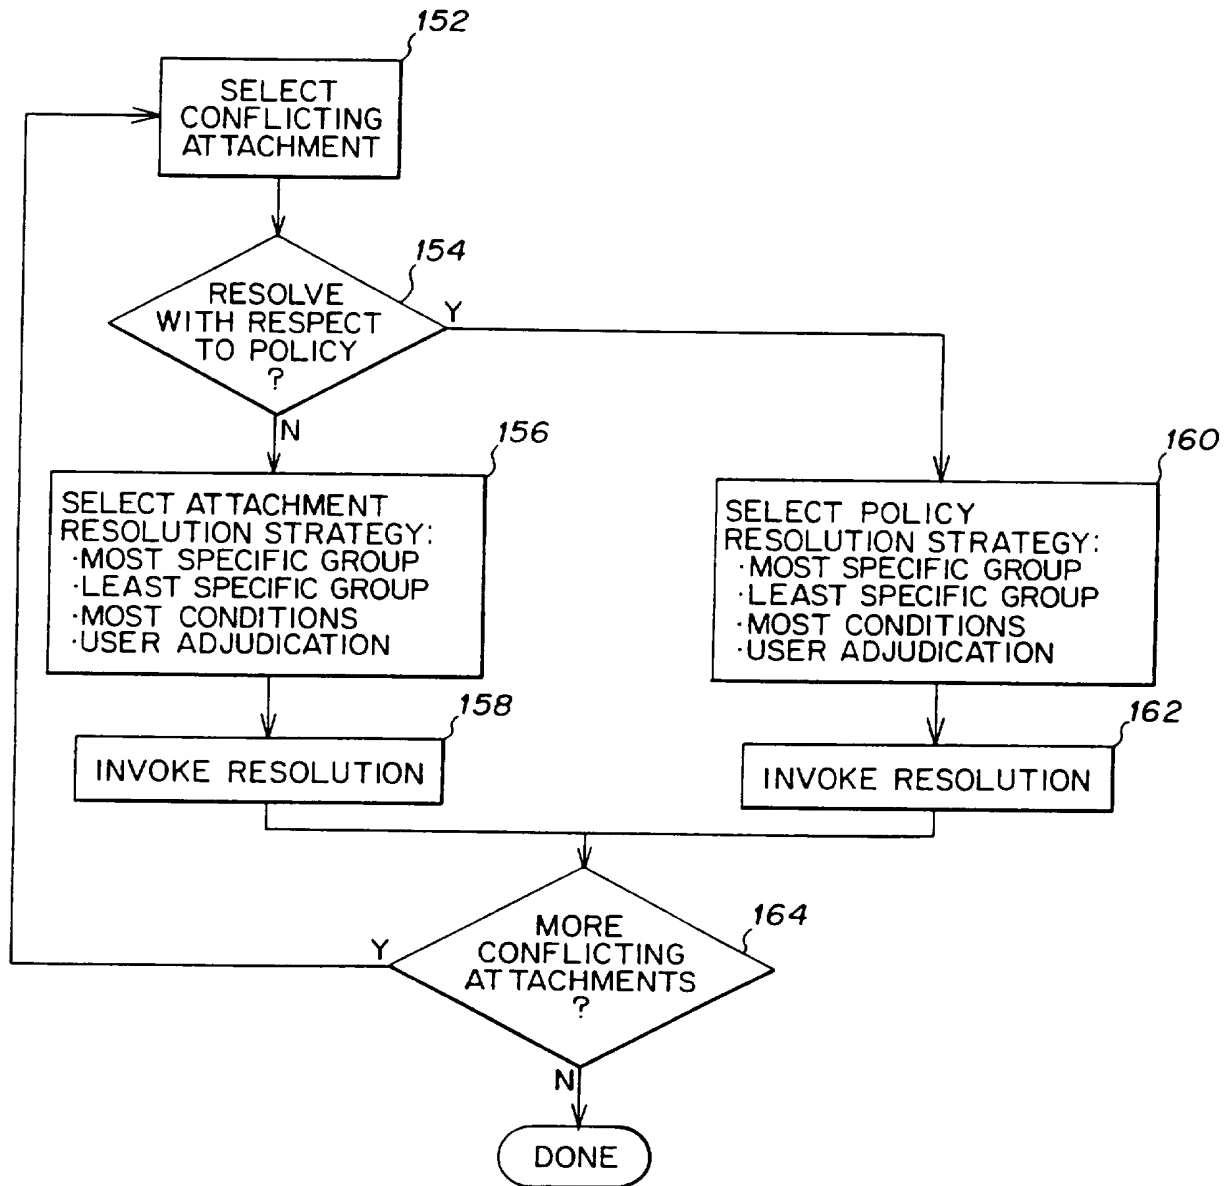 152
SELECT
CONFLICTING
ATTACHMENT
154
RESOLVE
WITH RESPECT
TO POLICY
?
Y
N
156
SELECT ATTACHMENT
RESOLUTION STRATEGY:
·MOST SPECIFIC GROUP
·LEAST SPECIFIC GROUP
·MOST CONDITIONS
·USER ADJUDICATION
160
SELECT POLICY
RESOLUTION STRATEGY:
·MOST SPECIFIC GROUP
·LEAST SPECIFIC GROUP
·MOST CONDITIONS
·USER ADJUDICATION
158
INVOKE RESOLUTION
162
INVOKE RESOLUTION
164
MORE
CONFLICTING
ATTACHMENTS
?
Y
N
DONE